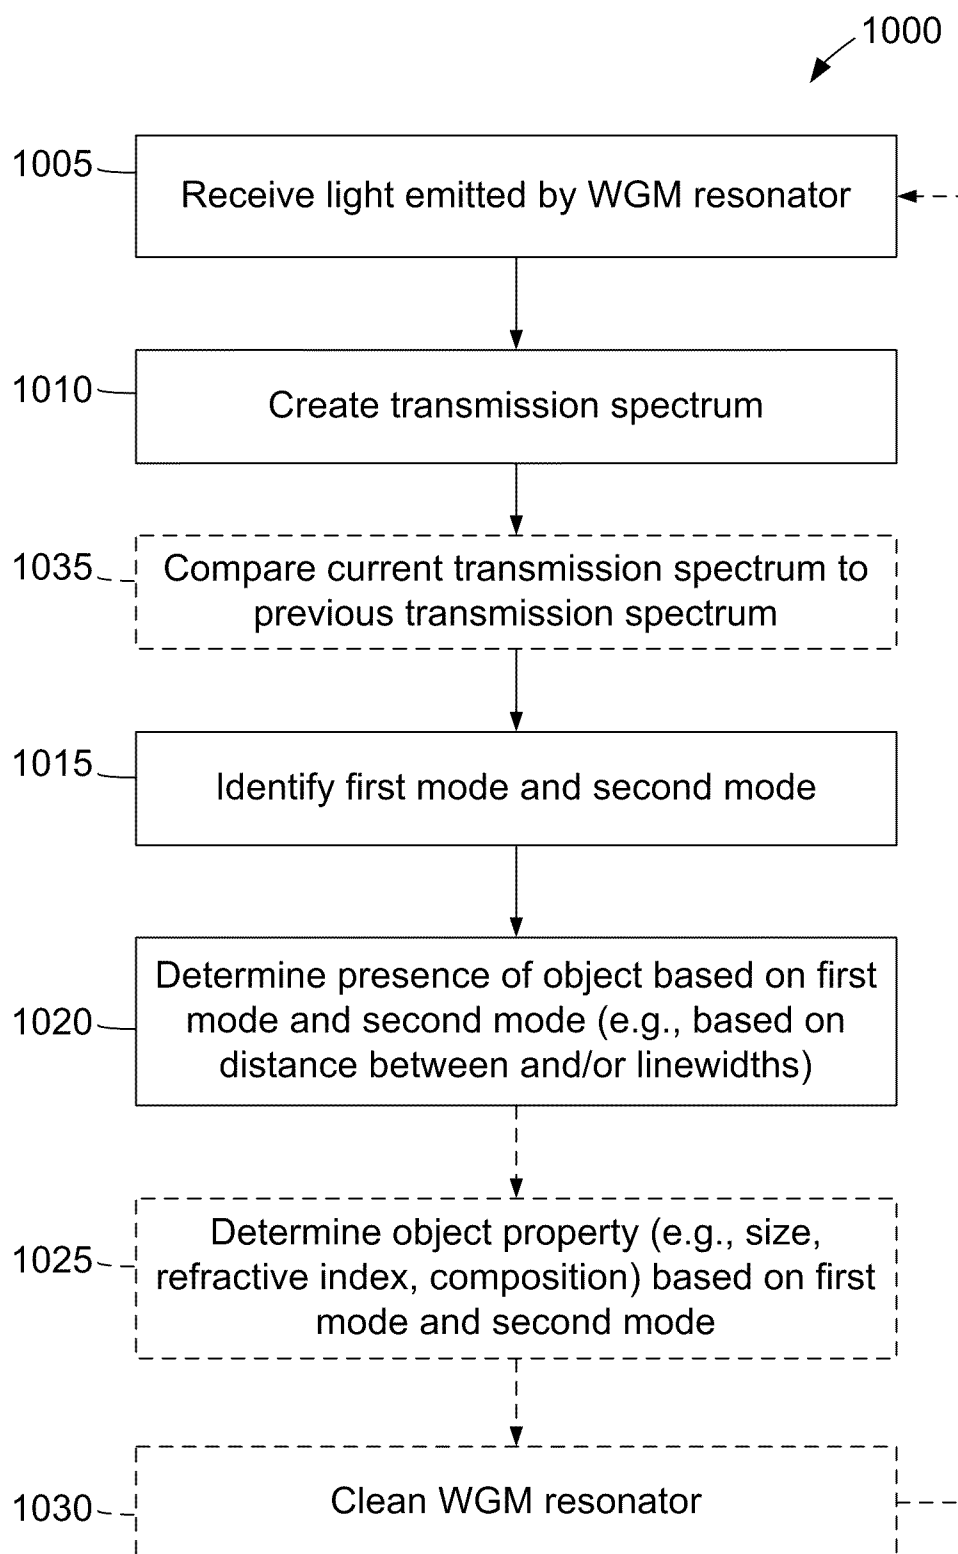 1000
1005
Receive light emitted by WGM resonator
1010
Create transmission spectrum
1035
Compare current transmission spectrum to
previous transmission spectrum
1015
Identify first mode and second mode
1020
Determine presence of object based on first
mode and second mode (e.g., based on
distance between and/or linewidths)
1025
Determine object property (e.g., size,
refractive index, composition) based on first
mode and second mode
1030
Clean WGM resonator